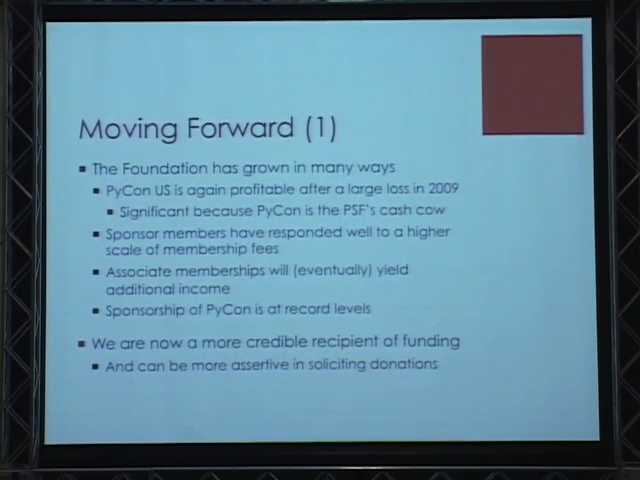 Moving Forward (1)
The Foundation has grown in many ways
PyCon US is again profitable after a large loss in 2009
Significant because PyCon is the PSF's cash cow
Sponsor members have responded well to a higher
scale of membership fees
Associate memberships will (eventually) yield
additional income
Sponsorship of PyCon is at record levels
We are now a more credible recipient of funding
And can be more assertive in soliciting donations